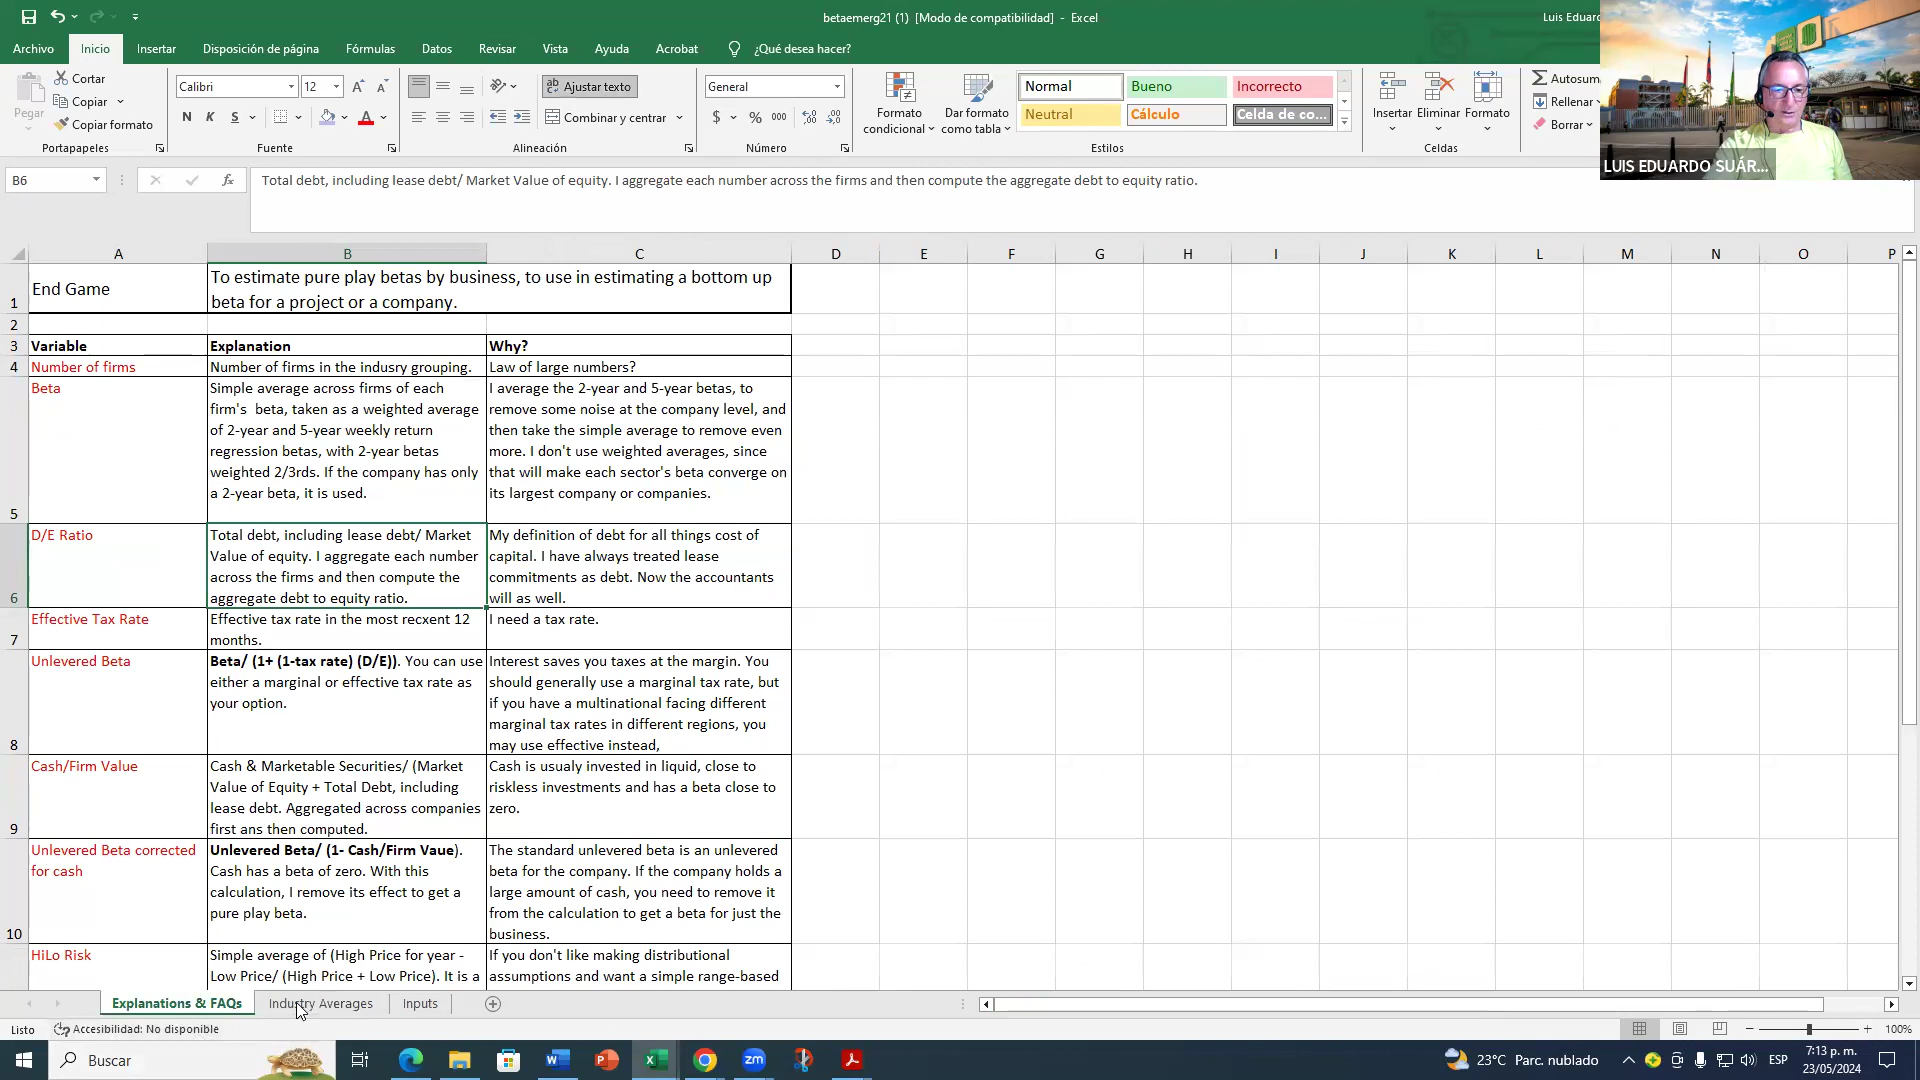 betaemerg21 (1) [Modo de compatibilidad] - Excel
Luis Eduardo
Archivo Inicio Insertar Disposición de página Fórmulas Datos Revisar Vista Ayuda Acrobat ¿Qué desea hacer?
Pegar
Cortar
Copiar
Copiar formato
Portapapeles
Calibri 12
N K S
Fuente
Ajustar texto
Combinar y centrar
Alineación
General
$ % 000
Número
Formato condicional
Dar formato como tabla
Normal Bueno Incorrecto
Neutral Cálculo Celda de co...
Estilos
Insertar Eliminar Formato
Celdas
Autosum
Rellenar
Borrar
LUIS EDUARDO SUÁR...
B6
fx
Total debt, including lease debt/ Market Value of equity. I aggregate each number across the firms and then compute the aggregate debt to equity ratio.
A B C D E F G H I J K L M N O P
1
End Game
To estimate pure play betas by business, to use in estimating a bottom up
beta for a project or a company.
2
3 Variable Explanation Why?
4 Number of firms Number of firms in the indusry grouping. Law of large numbers?
5
Beta
Simple average across firms of each
firm's beta, taken as a weighted average
of 2-year and 5-year weekly return
regression betas, with 2-year betas
weighted 2/3rds. If the company has only
a 2-year beta, it is used.
I average the 2-year and 5-year betas, to
remove some noise at the company level, and
then take the simple average to remove even
more. I don't use weighted averages, since
that will make each sector's beta converge on
its largest company or companies.
6
D/E Ratio
Total debt, including lease debt/ Market
Value of equity. I aggregate each number
across the firms and then compute the
aggregate debt to equity ratio.
My definition of debt for all things cost of
capital. I have always treated lease
commitments as debt. Now the accountants
will as well.
7
Effective Tax Rate
Effective tax rate in the most recxent 12
months.
I need a tax rate.
8
Unlevered Beta
Beta/ (1+ (1-tax rate) (D/E)). You can use
either a marginal or effective tax rate as
your option.
Interest saves you taxes at the margin. You
should generally use a marginal tax rate, but
if you have a multinational facing different
marginal tax rates in different regions, you
may use effective instead,
9
Cash/Firm Value
Cash & Marketable Securities/ (Market
Value of Equity + Total Debt, including
lease debt. Aggregated across companies
first ans then computed.
Cash is usualy invested in liquid, close to
riskless investments and has a beta close to
zero.
10
Unlevered Beta corrected
for cash
Unlevered Beta/ (1- Cash/Firm Vaue).
Cash has a beta of zero. With this
calculation, I remove its effect to get a
pure play beta.
The standard unlevered beta is an unlevered
beta for the company. If the company holds a
large amount of cash, you need to remove it
from the calculation to get a beta for just the
business.
HiLo Risk
Simple average of (High Price for year -
Low Price/ (High Price + Low Price). It is a
If you don't like making distributional
assumptions and want a simple range-based
Explanations & FAQs Industry Averages Inputs
Listo Accesibilidad: No disponible
100%
Buscar
23°C Parc. nublado
ESP
7:13 p. m.
23/05/2024